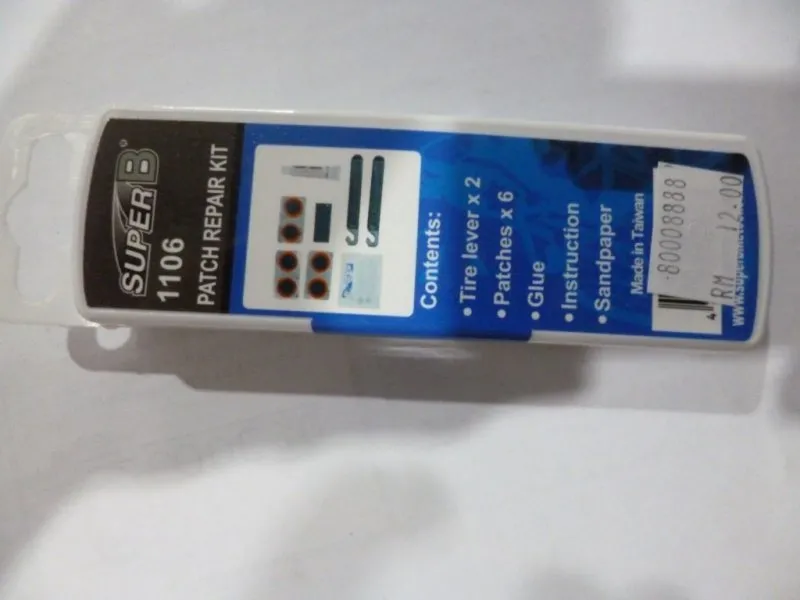 SUPER B
1106
PATCH REPAIR KIT
Contents:
• Tire lever x 2
• Patches x 6
• Glue
• Instruction
• Sandpaper
Made in Taiwan
80008888
RM 12.00
4